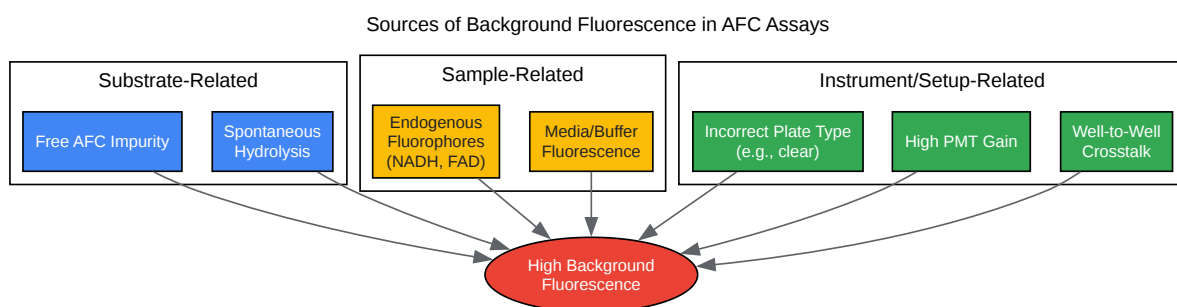 Sources of Background Fluorescence in AFC Assays
Substrate-Related
Free AFC Impurity
Spontaneous
Hydrolysis
Sample-Related
Endogenous
Fluorophores
(NADH, FAD)
Media/Buffer
Fluorescence
Instrument/Setup-Related
Incorrect Plate Type
(e.g., clear)
High PMT Gain
Well-to-Well
Crosstalk
High Background
Fluorescence